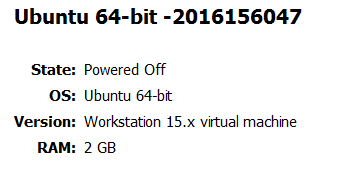 Ubuntu 64-bit -2016156047
State: Powered Off
OS: Ubuntu 64-bit
Version: Workstation 15.x virtual machine
RAM: 2 GB